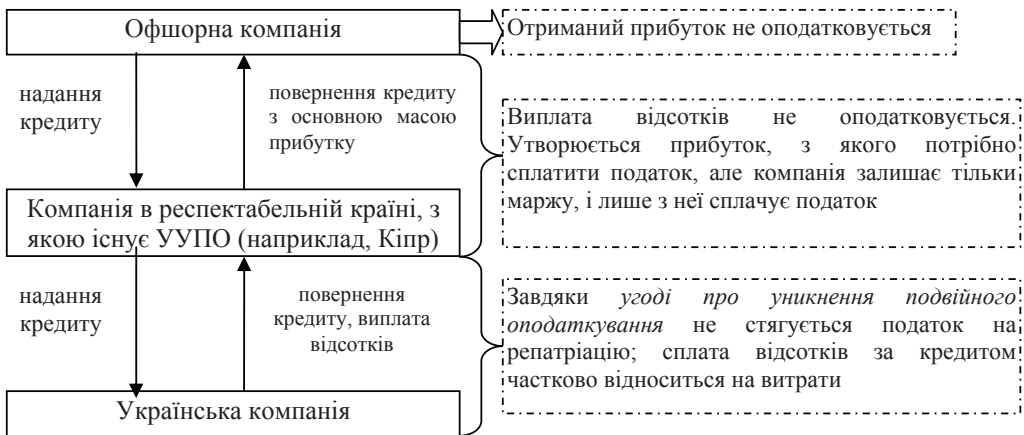 Офшорна компанія
Отриманий прибуток не оподатковується
надання
кредиту
повернення кредиту
з основною масою
прибутку
Виплата відсотків не оподатковується.
Утворюється прибуток, з якого потрібно
сплатити податок, але компанія залишає тільки
маржу, і лише з неї сплачує податок
Компанія в респектабельній країні, з
якою існує УУПО (наприклад, Кіпр)
надання
кредиту
повернення
кредиту, виплата
відсотків
Завдяки угоді про уникнення подвійного
оподаткування не стягується податок на
репатріацію; сплата відсотків за кредитом
частково відноситься на витрати
Українська компанія